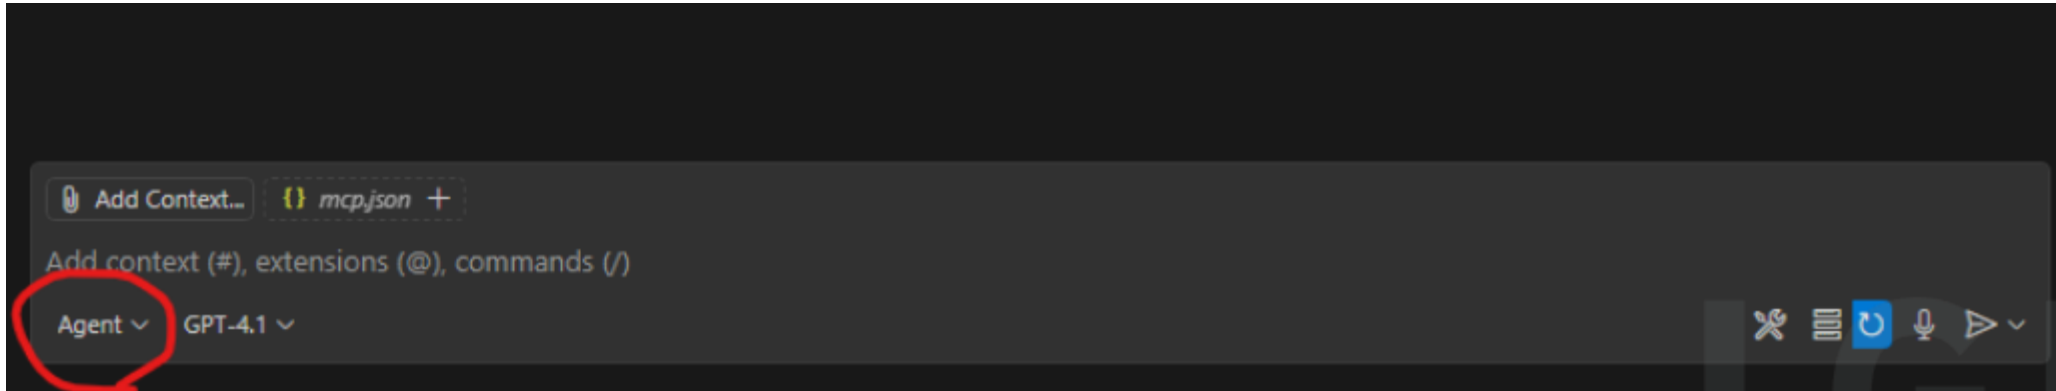 Add Context... {} mcp.json +
Add context (#), extensions (@), commands (/)
Agent GPT-4.1